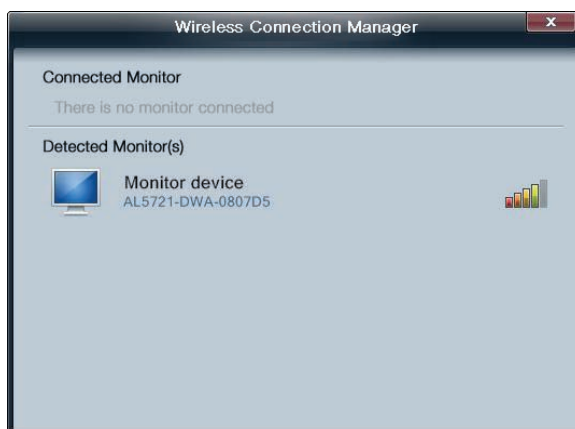 Wireless Connection Manager
x
Connected Monitor
There is no monitor connected
Detected Monitor(s)
Monitor device
AL5721-DWA-0807D5